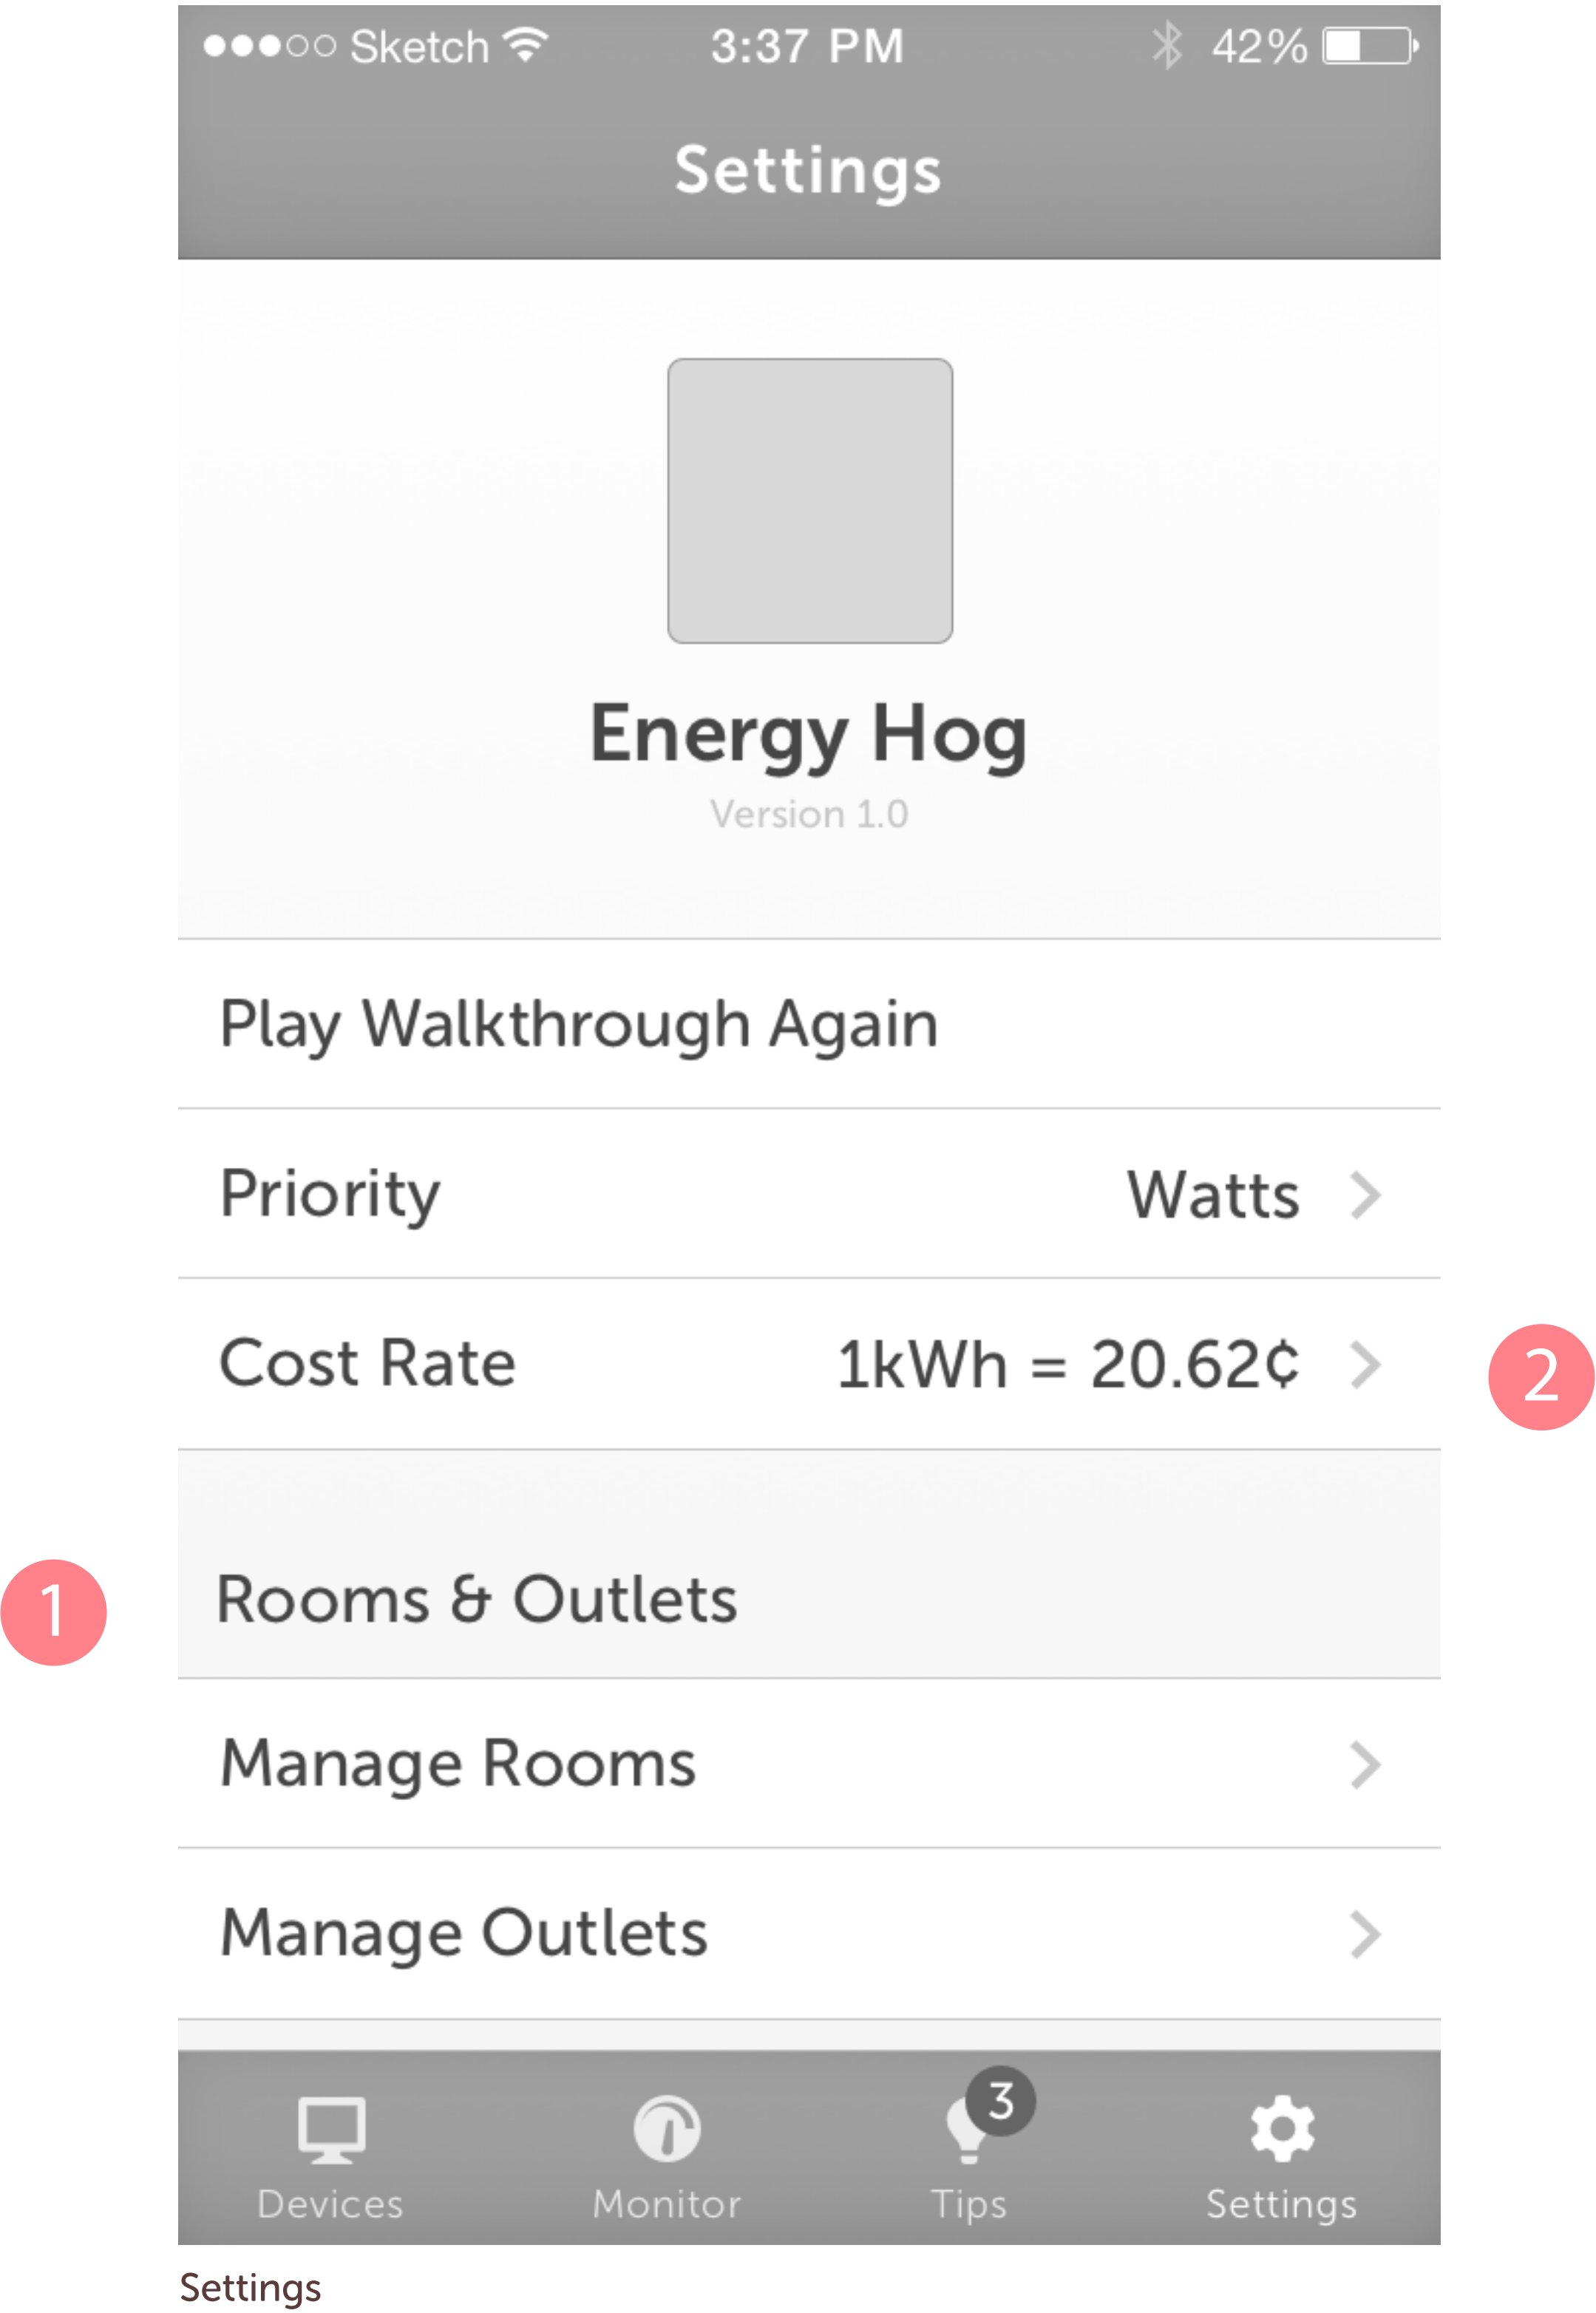 Sketch 3:37 PM 42%
Settings
Energy Hog
Version 1.0
Play Walkthrough Again
Priority Watts
Cost Rate 1kWh = 20.62¢
2
1
Rooms & Outlets
Manage Rooms
Manage Outlets
3
Devices Monitor Tips Settings
Settings